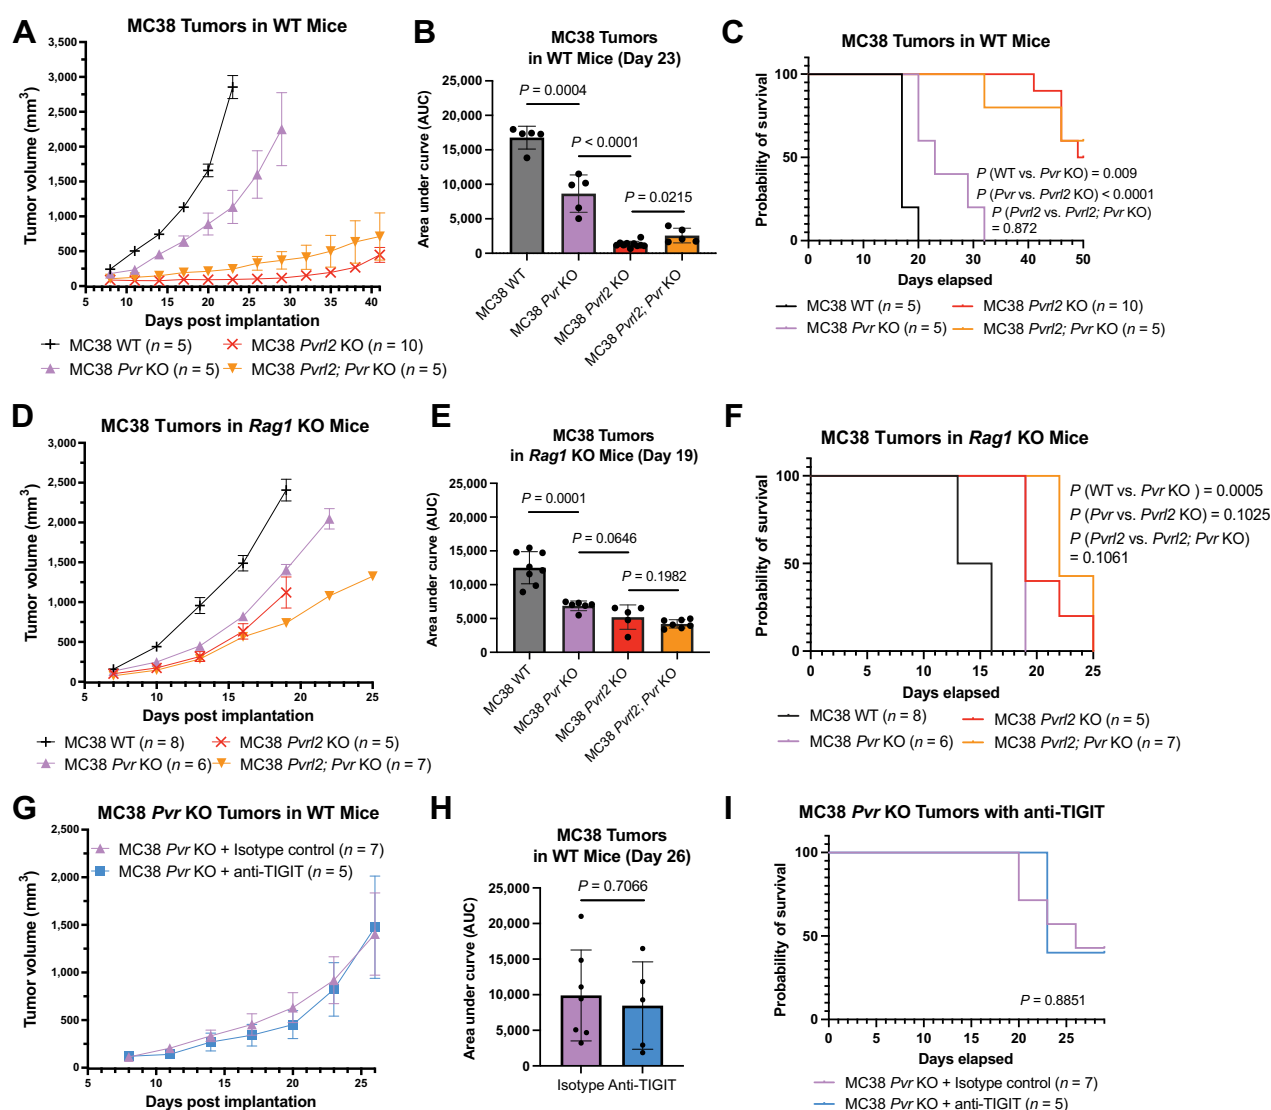 A
MC38 Tumors in WT Mice
Tumor volume (mm3)
3,500
3,000
2,500
2,000
1,500
1,000
500
0
5 8 11 14 17 20 23 26 29 32 35 38 41
Days post implantation
MC38 WT (n = 5)
MC38 Pvrl2 KO (n = 10)
MC38 Pvr KO (n = 5)
MC38 Pvrl2; Pvr KO (n = 5)
B
MC38 Tumors
in WT Mice (Day 23)
Area under curve (AUC)
25,000
20,000
15,000
10,000
5,000
0
P = 0.0004
P < 0.0001
P = 0.0215
MC38 WT
MC38 Pvr KO
MC38 Pvrl2 KO
MC38 Pvrl2; Pvr KO
C
MC38 Tumors in WT Mice
Probability of survival
100
50
0
P (WT vs. Pvr KO) = 0.009
P (Pvr vs. Pvrl2 KO) < 0.0001
P (Pvrl2 vs. Pvrl2; Pvr KO)
= 0.872
0 10 20 30 40 50
Days elapsed
MC38 WT (n = 5)
MC38 Pvrl2 KO (n = 10)
MC38 Pvr KO (n = 5)
MC38 Pvrl2; Pvr KO (n = 5)
D
MC38 Tumors in Rag1 KO Mice
Tumor volume (mm3)
3,000
2,500
2,000
1,500
1,000
500
0
5 10 15 20 25
Days post implantation
MC38 WT (n = 8)
MC38 Pvrl2 KO (n = 5)
MC38 Pvr KO (n = 6)
MC38 Pvrl2; Pvr KO (n = 7)
E
MC38 Tumors
in Rag1 KO Mice (Day 19)
Area under curve (AUC)
25,000
20,000
15,000
10,000
5,000
0
P = 0.0001
P = 0.0646
P = 0.1982
MC38 WT
MC38 Pvr KO
MC38 Pvrl2 KO
MC38 Pvrl2; Pvr KO
F
MC38 Tumors in Rag1 KO Mice
Probability of survival
100
50
0
P (WT vs. Pvr KO ) = 0.0005
P (Pvr vs. Pvrl2 KO) = 0.1025
P (Pvrl2 vs. Pvrl2; Pvr KO)
= 0.1061
0 5 10 15 20 25
Days elapsed
MC38 WT (n = 8)
MC38 Pvrl2 KO (n = 5)
MC38 Pvr KO (n = 6)
MC38 Pvrl2; Pvr KO (n = 7)
G
MC38 Pvr KO Tumors in WT Mice
Tumor volume (mm3)
2,500
2,000
1,500
1,000
500
0
MC38 Pvr KO + Isotype control (n = 7)
MC38 Pvr KO + anti-TIGIT (n = 5)
5 10 15 20 25
Days post implantation
H
MC38 Tumors
in WT Mice (Day 26)
Area under curve (AUC)
25,000
20,000
15,000
10,000
5,000
0
P = 0.7066
Isotype Anti-TIGIT
I
MC38 Pvr KO Tumors with anti-TIGIT
Probability of survival
100
50
0
P = 0.8851
0 5 10 15 20 25
Days elapsed
MC38 Pvr KO + Isotype control (n = 7)
MC38 Pvr KO + anti-TIGIT (n = 5)